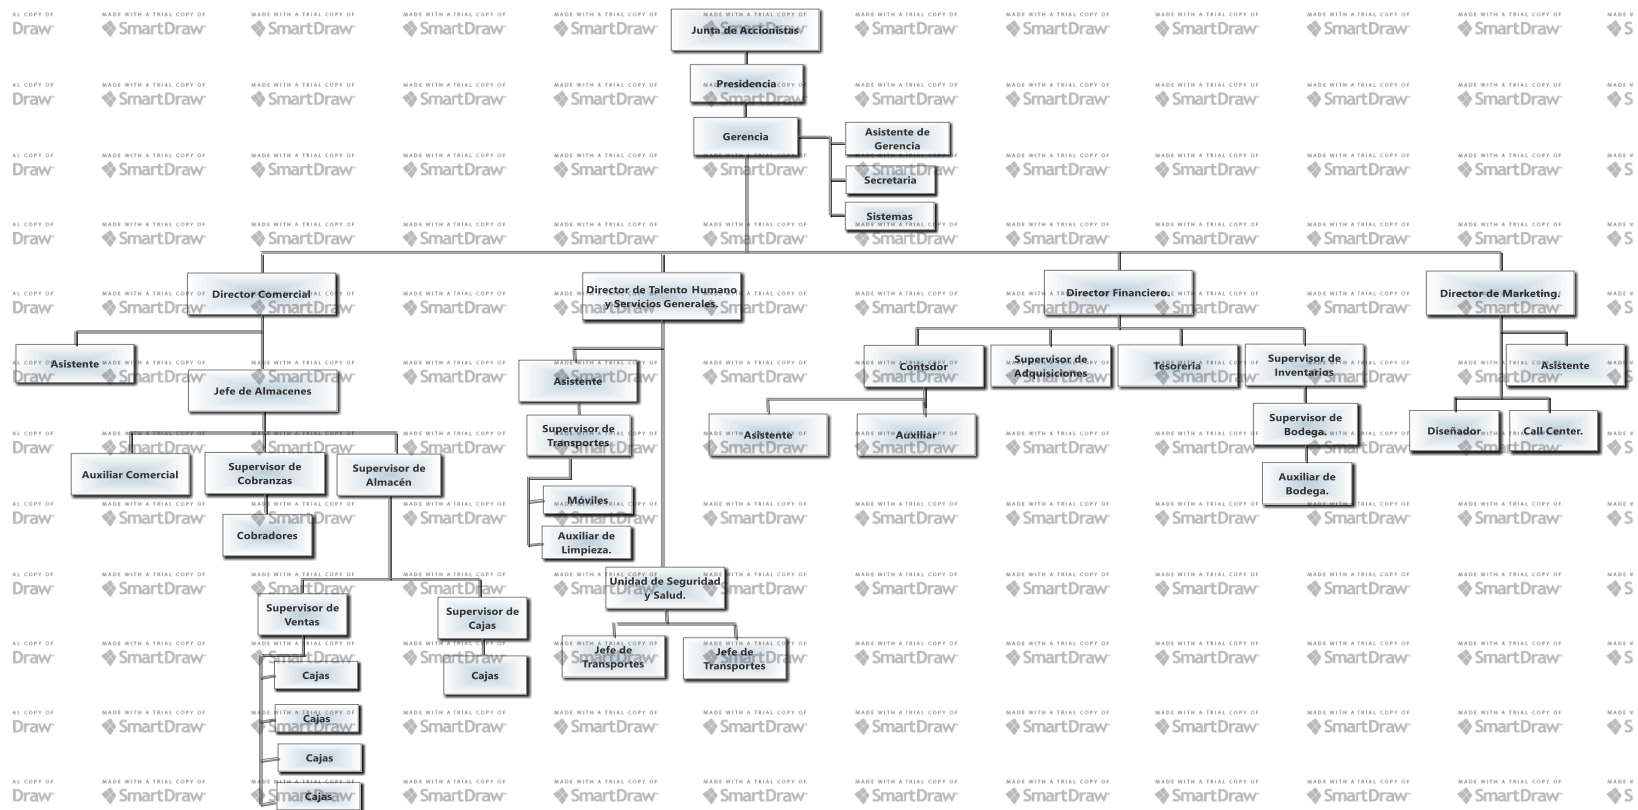 Junta de Accionistas
Presidencia
Gerencia
Asistente de
Gerencia
Secretaria
Sistemas
Director Comercial
Director de Talento Humano
y Servicios Generales.
Director Financiero.
Director de Marketing.
Asistente
Jefe de Almacenes
Asistente
Contsdor
Supervisor de
Adquisiciones
Tesoreria
Supervisor de
Inventarios
Asistente
Auxiliar Comercial
Supervisor de
Cobranzas
Supervisor de
Almacén
Supervisor de
Transportes
Asistente
Auxiliar
Supervisor de
Bodega.
Diseñador
Call Center.
Cobradores
Móviles
Auxiliar de
Limpieza.
Auxiliar de
Bodega.
Unidad de Seguridad
y Salud.
Supervisor de
Ventas
Supervisor de
Cajas
Jefe de
Transportes
Jefe de
Transportes
Cajas
Cajas
Cajas
Cajas
Cajas
MADE WITH A TRIAL COPY OF
SmartDraw